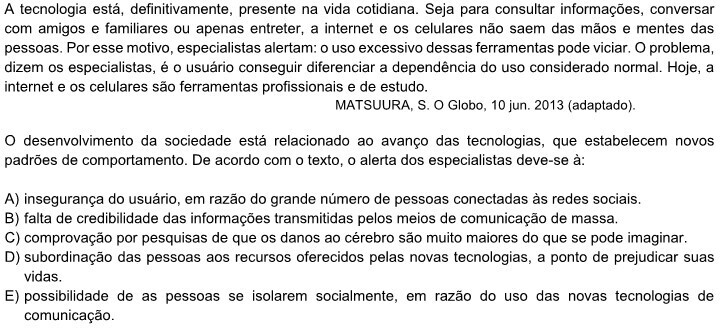 A tecnologia está, definitivamente, presente na vida cotidiana. Seja para consultar informações, conversar
com amigos e familiares ou apenas entreter, a internet e os celulares não saem das mãos e mentes das
pessoas. Por esse motivo, especialistas alertam: o uso excessivo dessas ferramentas pode viciar. O problema,
dizem os especialistas, é o usuário conseguir diferenciar a dependência do uso considerado normal. Hoje, a
internet e os celulares são ferramentas profissionais e de estudo.
MATSUURA, S. O Globo, 10 jun. 2013 (adaptado).
O desenvolvimento da sociedade está relacionado ao avanço das tecnologias, que estabelecem novos
padrões de comportamento. De acordo com o texto, o alerta dos especialistas deve-se à:
A) insegurança do usuário, em razão do grande número de pessoas conectadas às redes sociais.
B) falta de credibilidade das informações transmitidas pelos meios de comunicação de massa.
C) comprovação por pesquisas de que os danos ao cérebro são muito maiores do que se pode imaginar.
D) subordinação das pessoas aos recursos oferecidos pelas novas tecnologias, a ponto de prejudicar suas
vidas.
E) possibilidade de as pessoas se isolarem socialmente, em razão do uso das novas tecnologias de
comunicação.